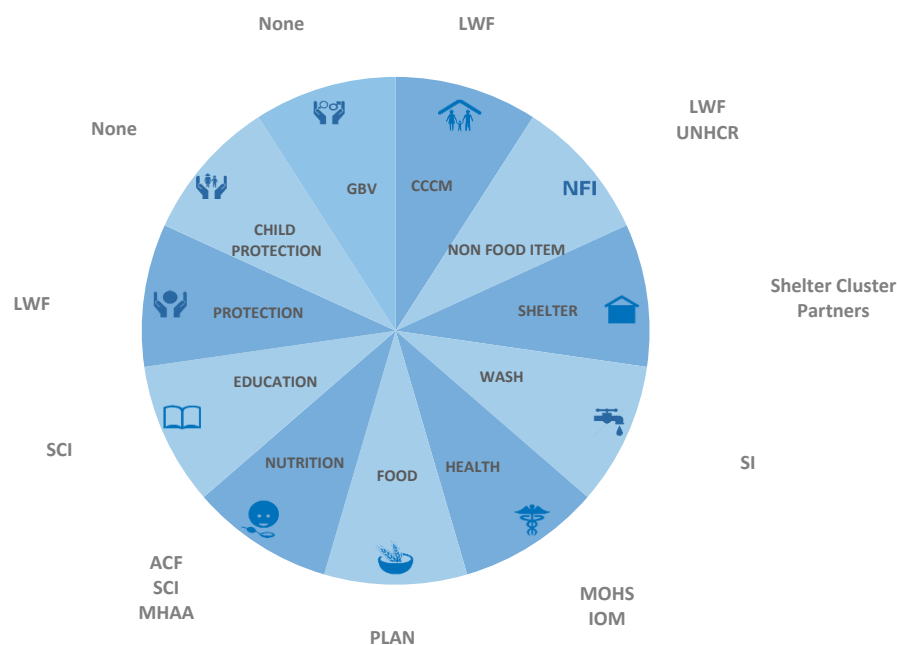 None
LWF
None
LWF
UNHCR
NFI
GBV
CCCM
CHILD
PROTECTION
NON FOOD ITEM
LWF
PROTECTION
SHELTER
Shelter Cluster
Partners
EDUCATION
WASH
SCI
NUTRITION
FOOD
HEALTH
SI
ACF
SCI
MHAA
PLAN
MOHS
IOM